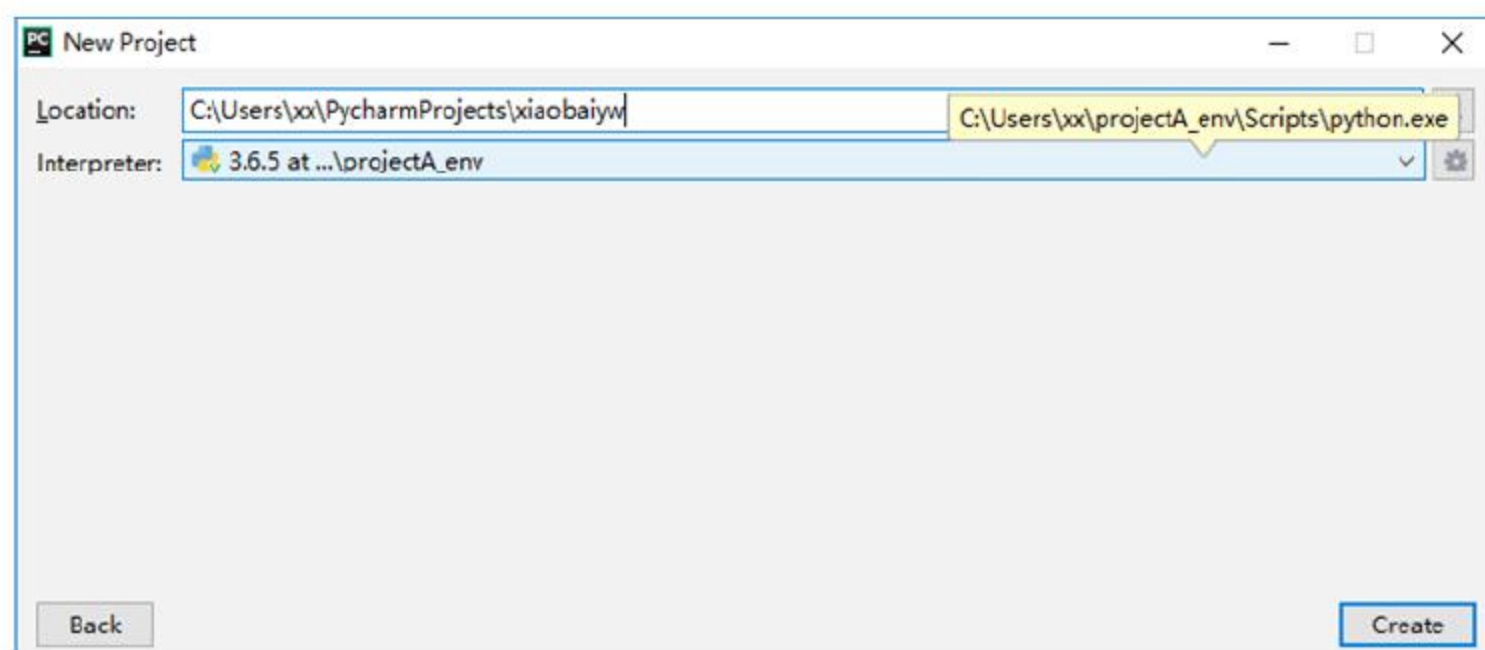 PC New Project
Location: C:\Users\xx\PycharmProjects\xiaobaiyw
C:\Users\xx\projectA_env\Scripts\python.exe
Interpreter: 3.6.5 at ...\projectA_env
Back Create